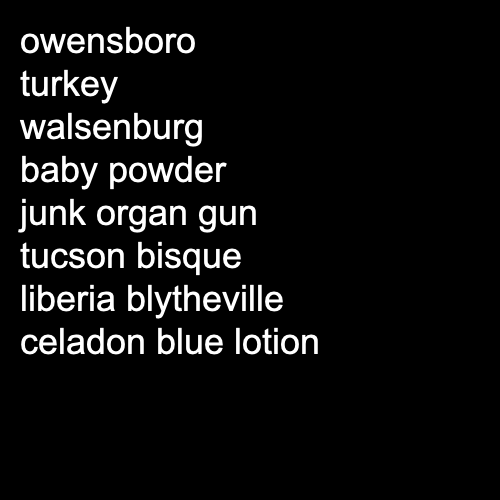 owensboro
turkey
walsenburg
baby powder
junk organ gun
tucson bisque
liberia blytheville
celadon blue lotion